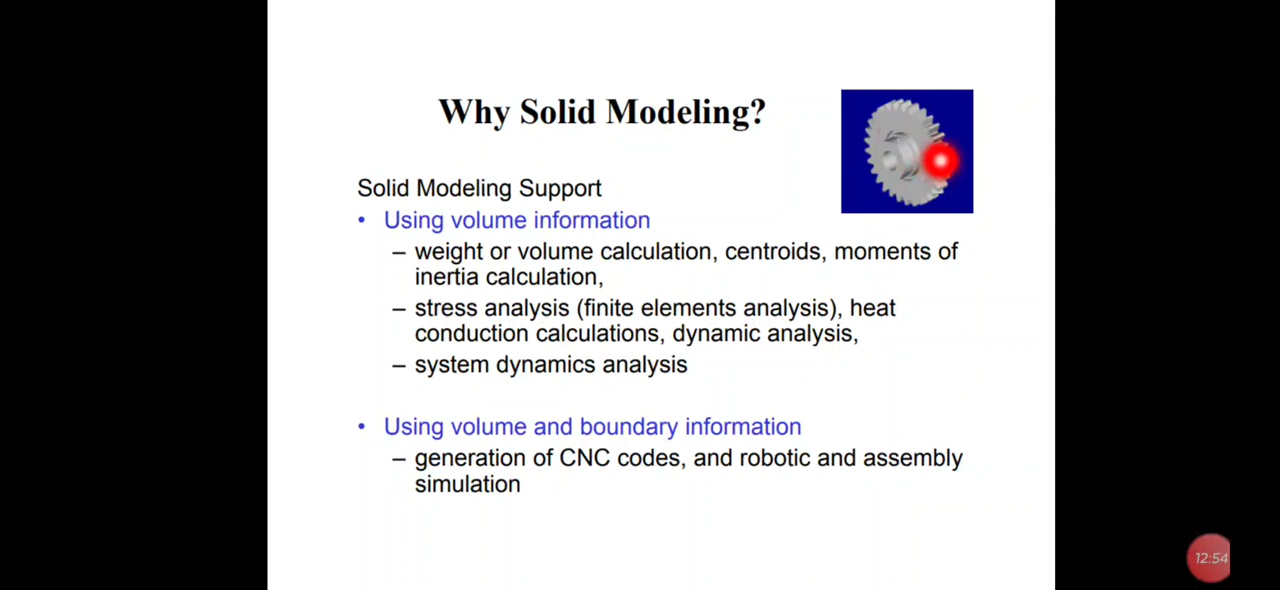 Why Solid Modeling?
Solid Modeling Support
• Using volume information
– weight or volume calculation, centroids, moments of
inertia calculation,
– stress analysis (finite elements analysis), heat
conduction calculations, dynamic analysis,
– system dynamics analysis
• Using volume and boundary information
– generation of CNC codes, and robotic and assembly
simulation
12:54